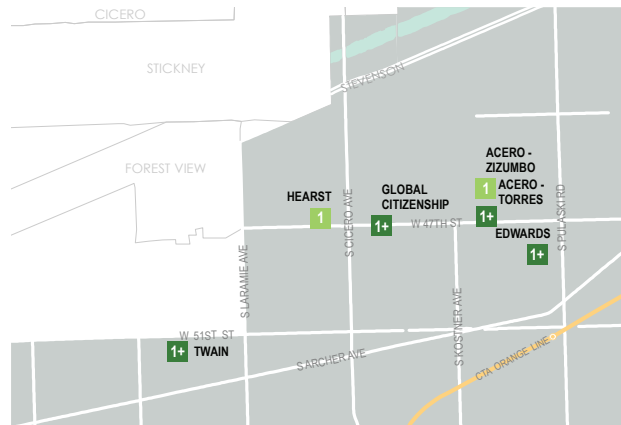 CICERO
STICKNEY
STEVENSON
FOREST VIEW
ACERO -
ZIZUMBO
1
ACERO -
TORRES
1+
HEARST
1
GLOBAL
CITIZENSHIP
1+
W 47TH ST
EDWARDS
1+
S LARAMIE AVE
S CICERO AVE
S KOSTNER AVE
S PULASKI RD
W 51ST ST
1+
TWAIN
S ARCHER AVE
CTA ORANGE LINE